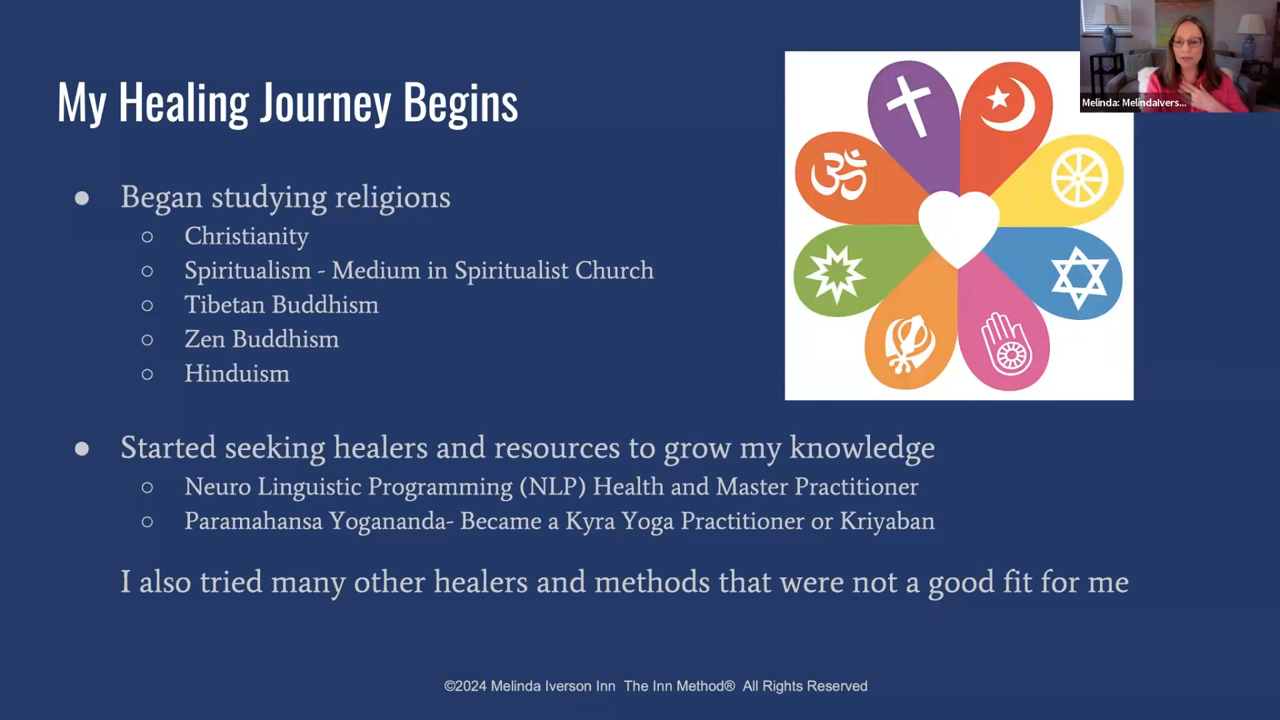 My Healing Journey Begins
● Began studying religions
○ Christianity
○ Spiritualism - Medium in Spiritualist Church
○ Tibetan Buddhism
○ Zen Buddhism
○ Hinduism
● Started seeking healers and resources to grow my knowledge
○ Neuro Linguistic Programming (NLP) Health and Master Practitioner
○ Paramahansa Yogananda- Became a Kyra Yoga Practitioner or Kriyaban
I also tried many other healers and methods that were not a good fit for me
©2024 Melinda Iverson Inn The Inn Method® All Rights Reserved
ॐ
Melinda: MelindaIvers...